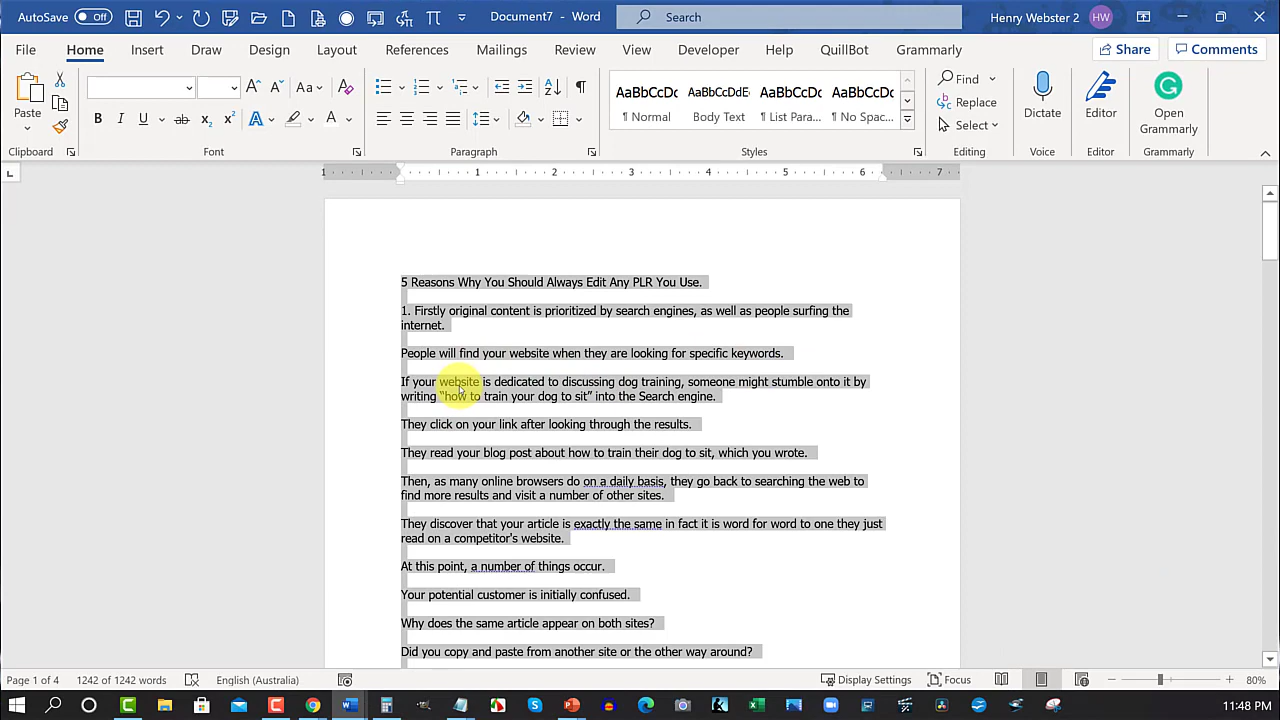 AutoSave Off Document7 - Word Search Henry Webster 2 HW
File Home Insert Draw Design Layout References Mailings Review View Developer Help QuillBot Grammarly Share Comments
Paste
Clipboard
Font
Paragraph
AaBbCcDc AaBbCcDdE AaBbCcDc AaBbCcDc
¶ Normal Body Text ¶ List Para... ¶ No Spac...
Styles
Find
Replace
Select
Editing
Dictate
Voice
Editor
Editor
Open
Grammarly
Grammarly
1 1 2 3 4 5 6 7
5 Reasons Why You Should Always Edit Any PLR You Use.
1. Firstly original content is prioritized by search engines, as well as people surfing the
internet.
People will find your website when they are looking for specific keywords.
If your website is dedicated to discussing dog training, someone might stumble onto it by
writing “how to train your dog to sit” into the Search engine.
They click on your link after looking through the results.
They read your blog post about how to train their dog to sit, which you wrote.
Then, as many online browsers do on a daily basis, they go back to searching the web to
find more results and visit a number of other sites.
They discover that your article is exactly the same in fact it is word for word to one they just
read on a competitor's website.
At this point, a number of things occur.
Your potential customer is initially confused.
Why does the same article appear on both sites?
Did you copy and paste from another site or the other way around?
Page 1 of 4 1242 of 1242 words English (Australia) Display Settings Focus 80%
11:48 PM